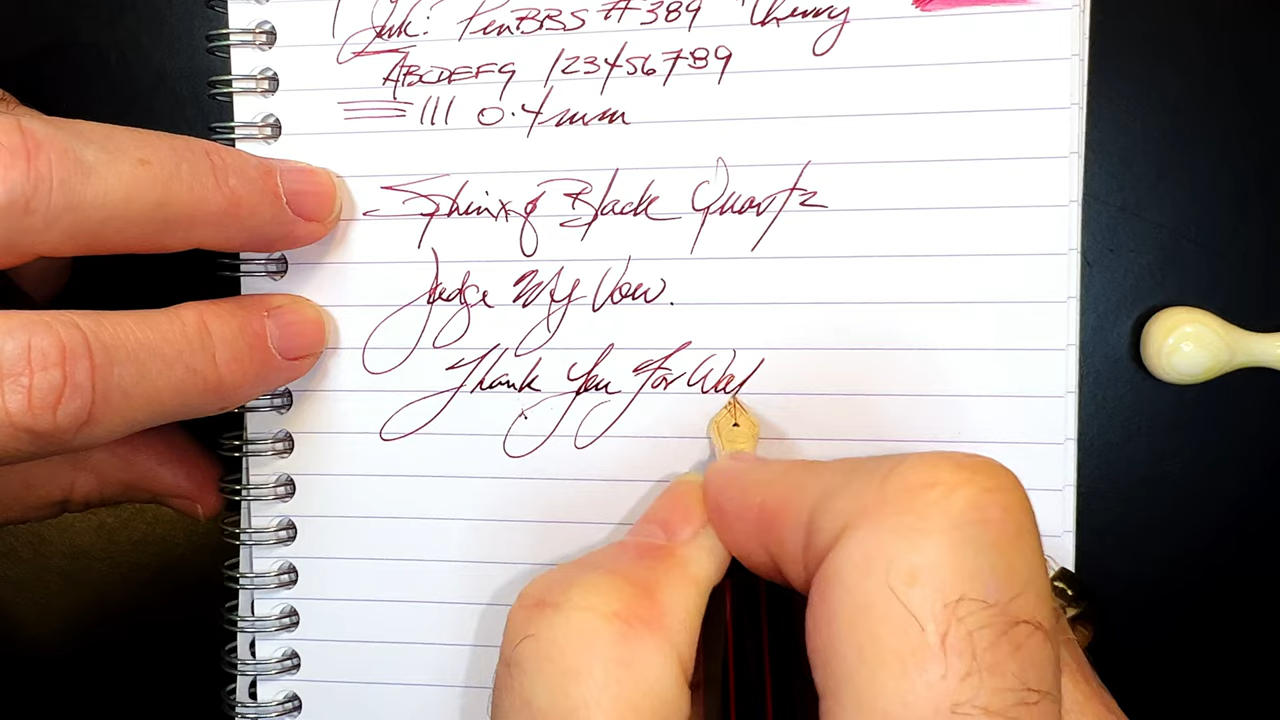 Ink: PenBBS #389 "Cherry
ABCDEFG 123456789
0.4mm
Sphinx of Black Quartz
Judge My Vow.
Thank You For Wat